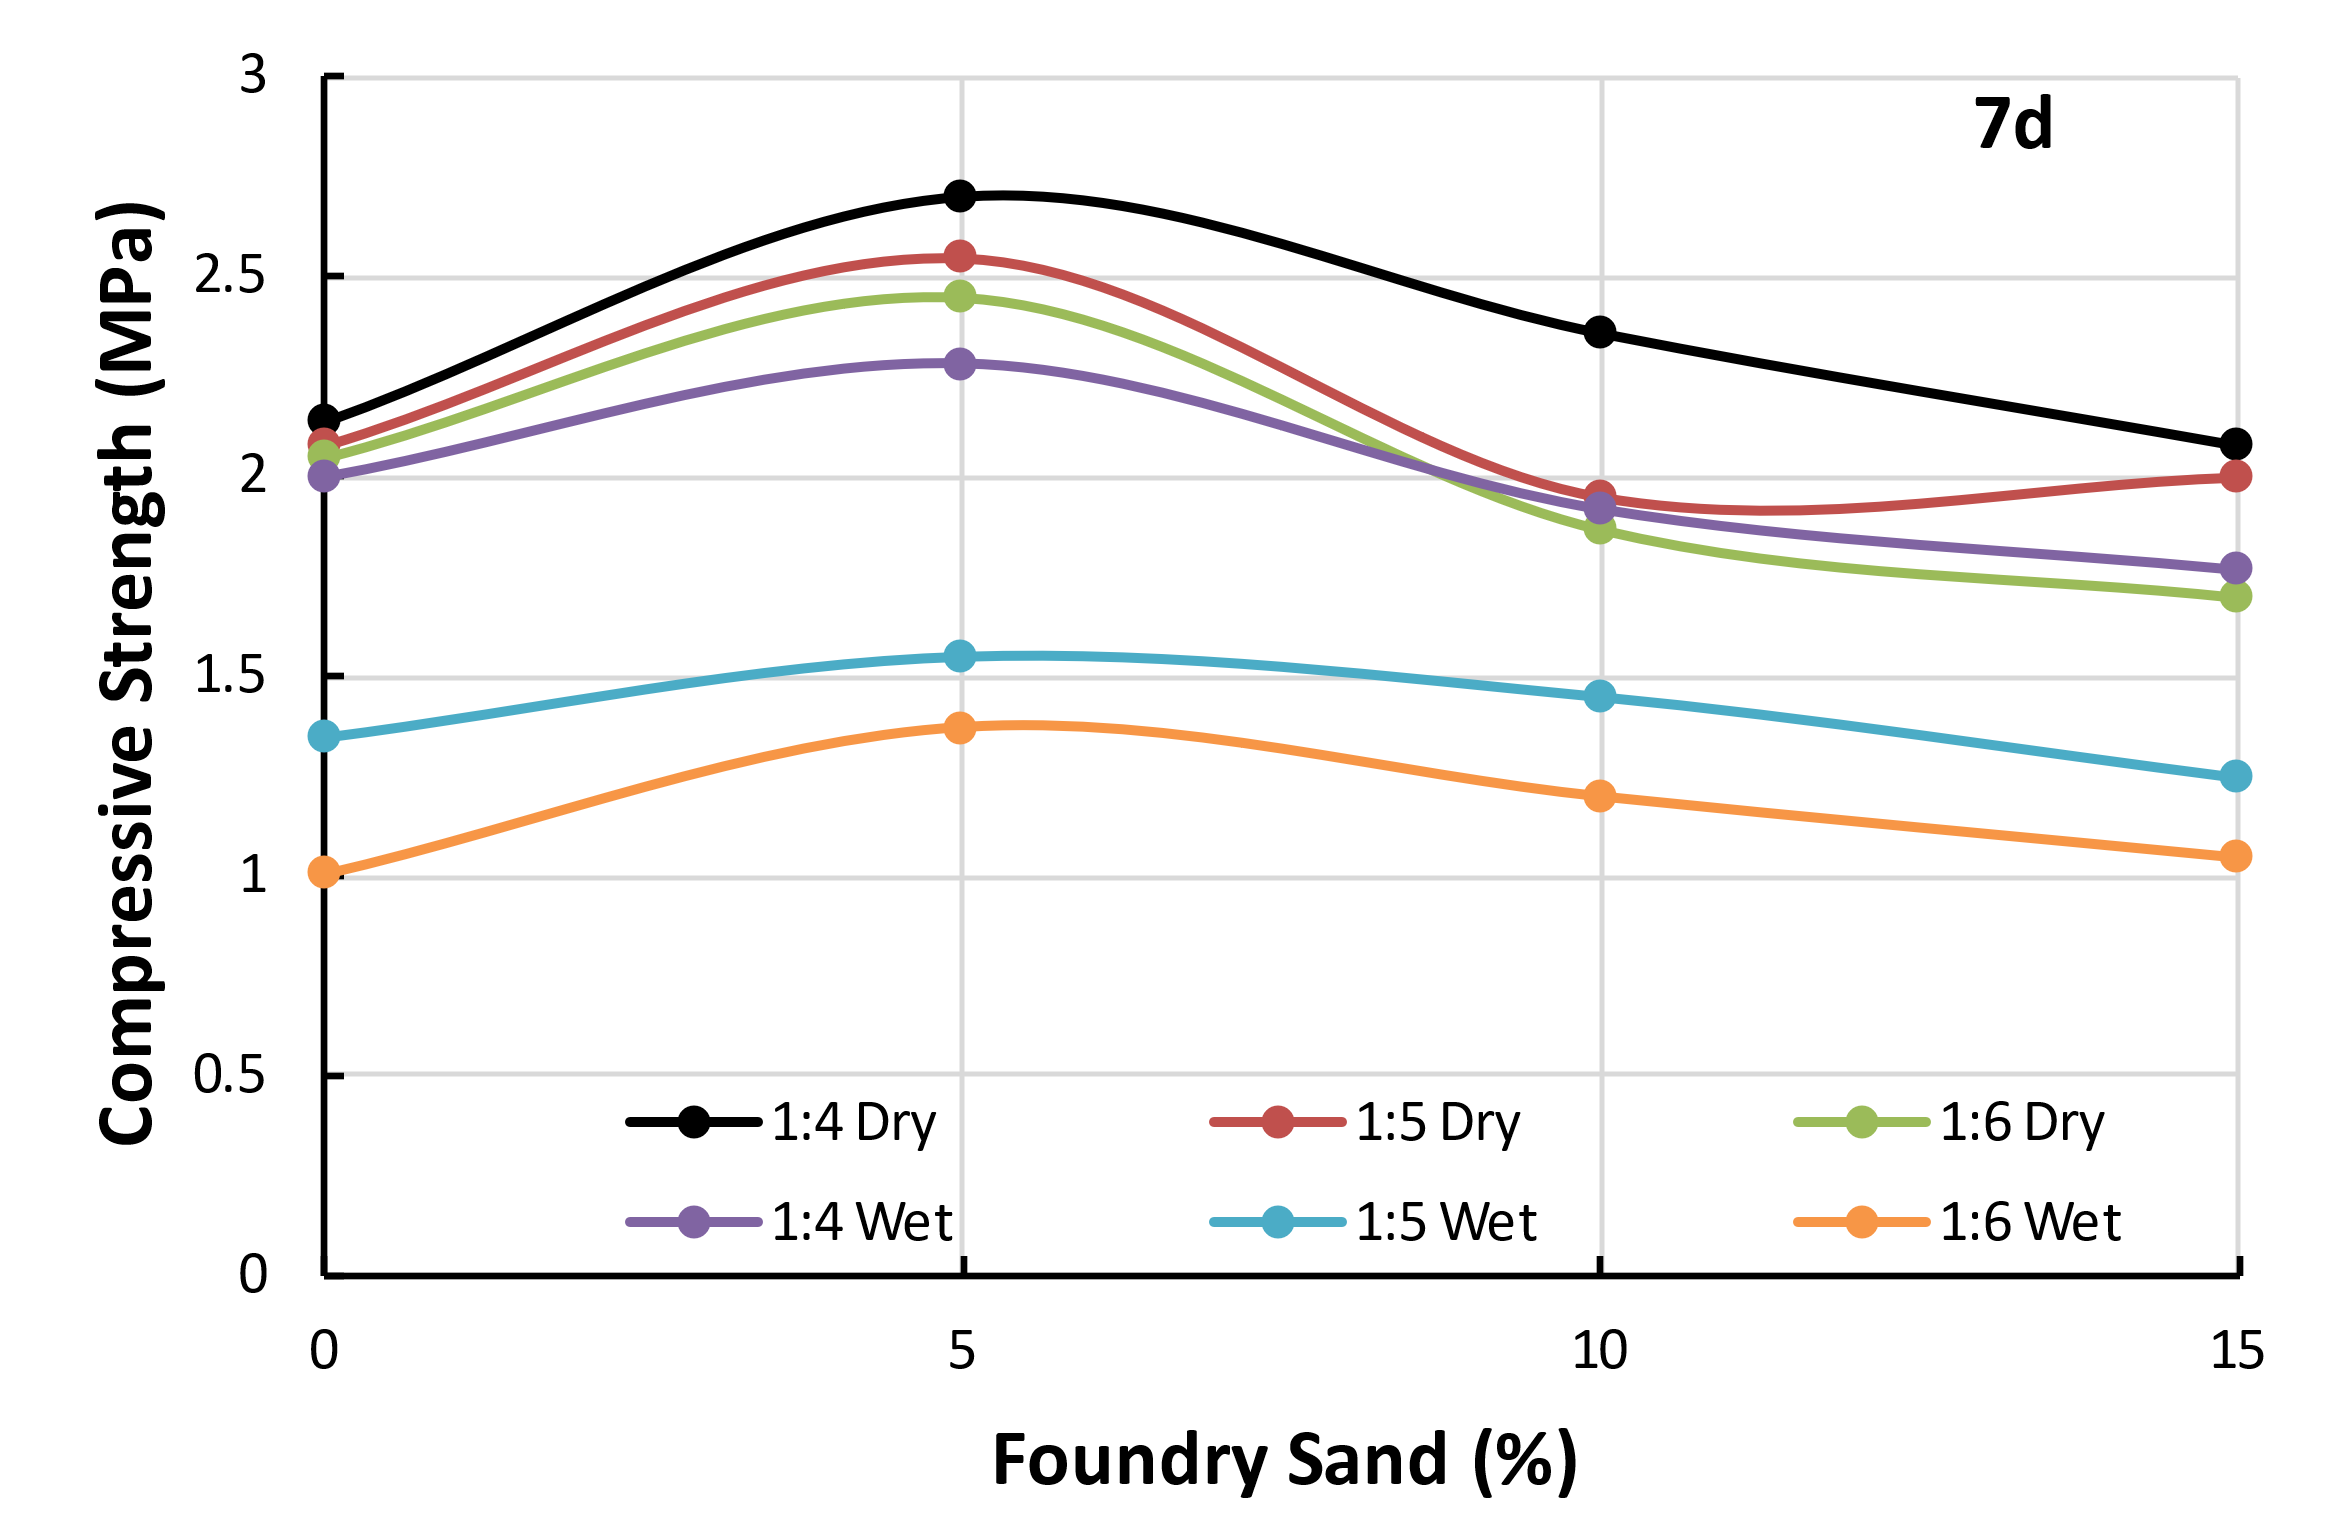 7d
Compressive Strength (MPa)
3
2.5
2
1.5
1
0.5
0
1:4 Dry 1:5 Dry 1:6 Dry
1:4 Wet 1:5 Wet 1:6 Wet
0 5 10 15
Foundry Sand (%)